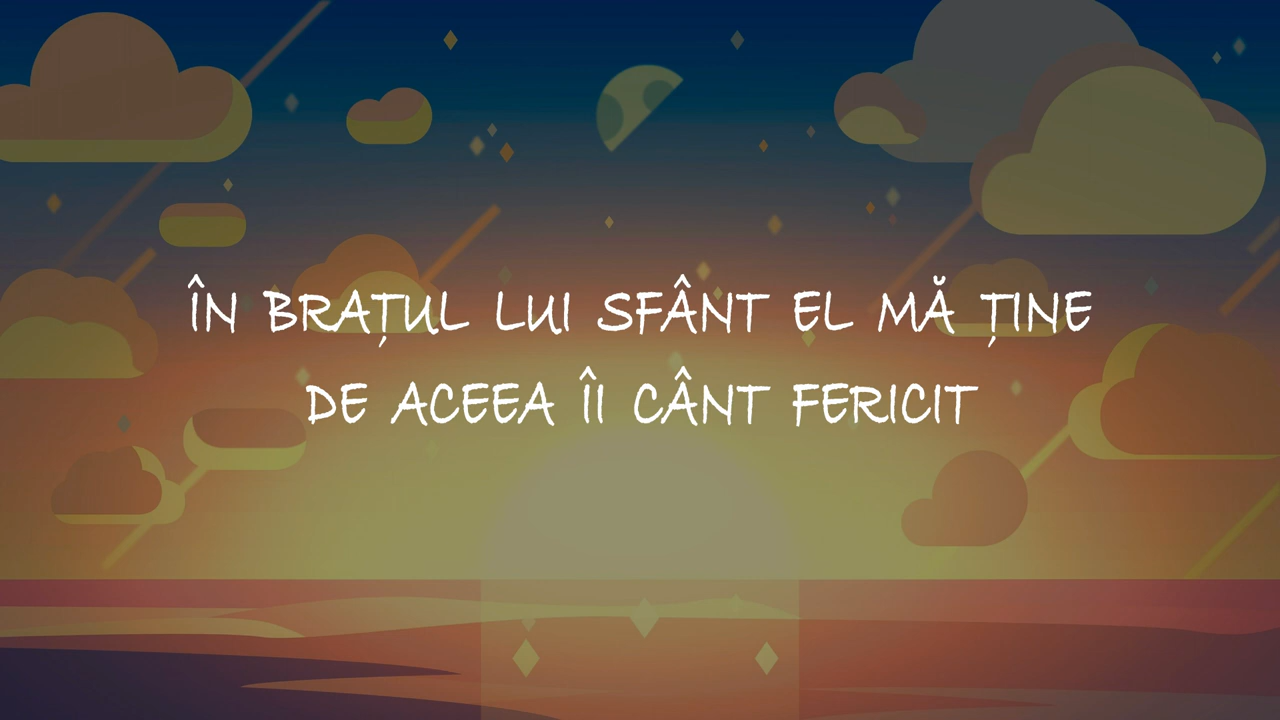 ÎN BRAȚUL LUI SFÂNT EL MĂ ȚINE
DE ACEEA ÎI CÂNT FERICIT